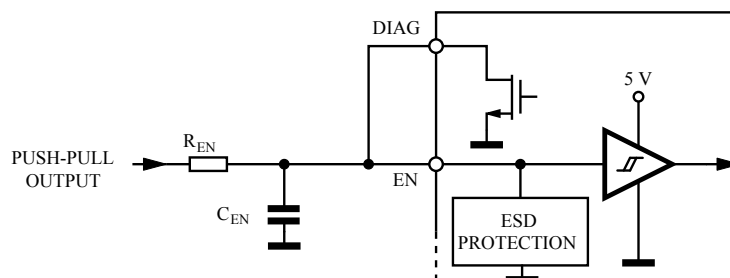 DIAG
5 V
R_EN
PUSH-PULL
OUTPUT
EN
C_EN
ESD
PROTECTION